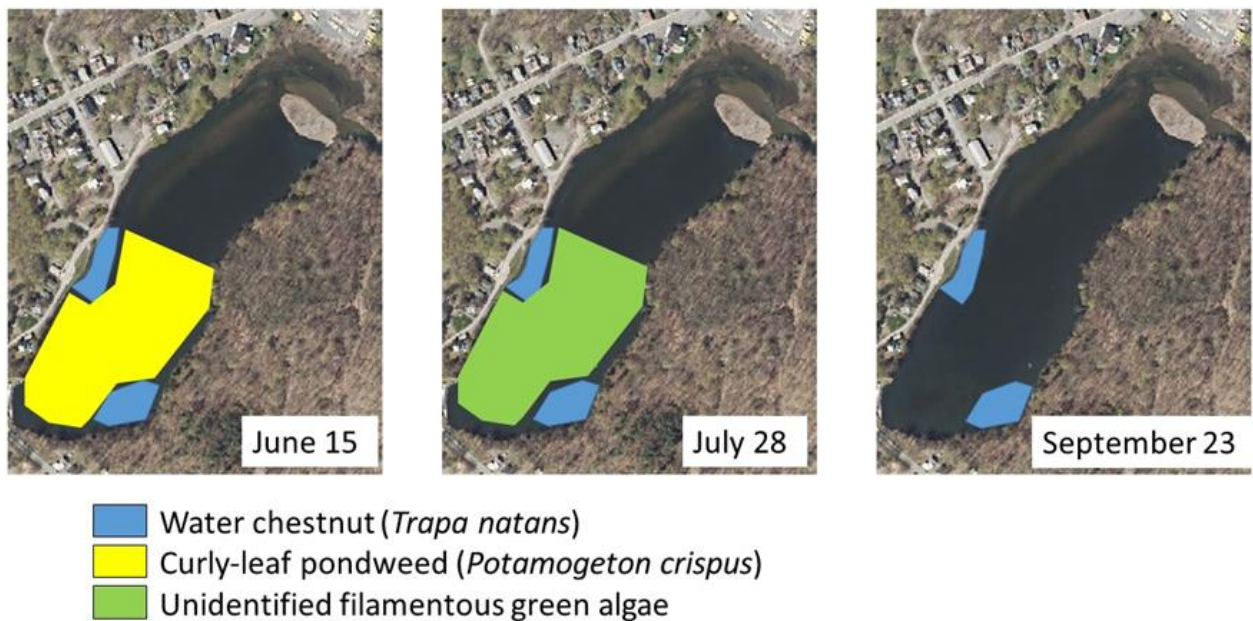 June 15
July 28
September 23
Water chestnut (Trapa natans)
Curly-leaf pondweed (Potamogeton crispus)
Unidentified filamentous green algae